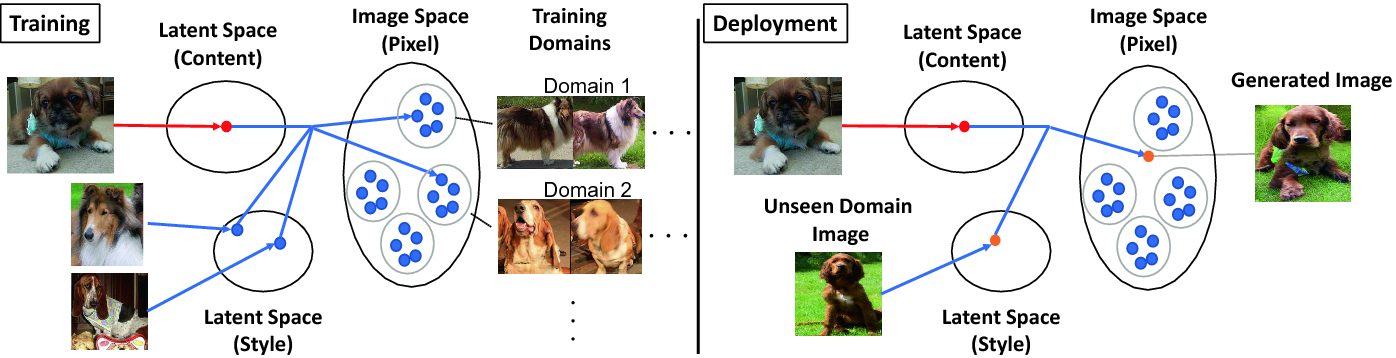 Training
Latent Space
(Content)
Image Space
(Pixel)
Training
Domains
Domain 1
Domain 2
Latent Space
(Style)
Deployment
Latent Space
(Content)
Image Space
(Pixel)
Generated Image
Unseen Domain
Image
Latent Space
(Style)